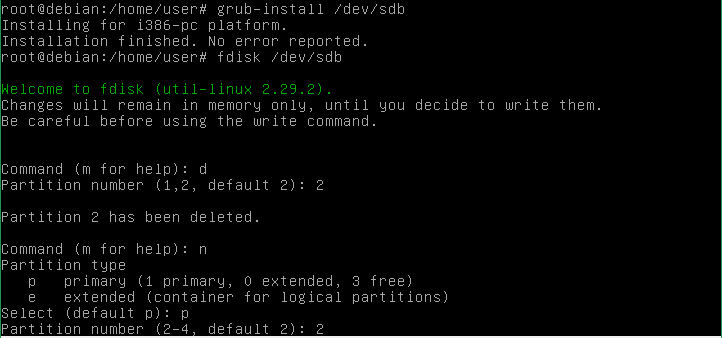 root@debian:/home/user# grub-install /dev/sdb
Installing for i386-pc platform.
Installation finished. No error reported.
root@debian:/home/user# fdisk /dev/sdb
Welcome to fdisk (util-linux 2.29.2).
Changes will remain in memory only, until you decide to write them.
Be careful before using the write command.
Command (m for help): d
Partition number (1,2, default 2): 2
Partition 2 has been deleted.
Command (m for help): n
Partition type
   p   primary (1 primary, 0 extended, 3 free)
   e   extended (container for logical partitions)
Select (default p): p
Partition number (2-4, default 2): 2